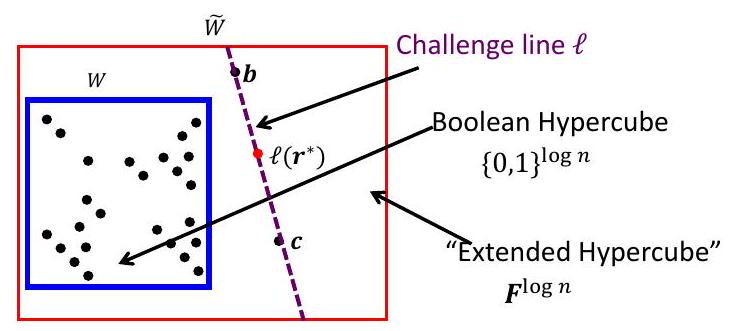 W̃
Challenge line ℓ
W
b
Boolean Hypercube
{0,1}^{log n}
ℓ(r*)
c
“Extended Hypercube”
F^{log n}